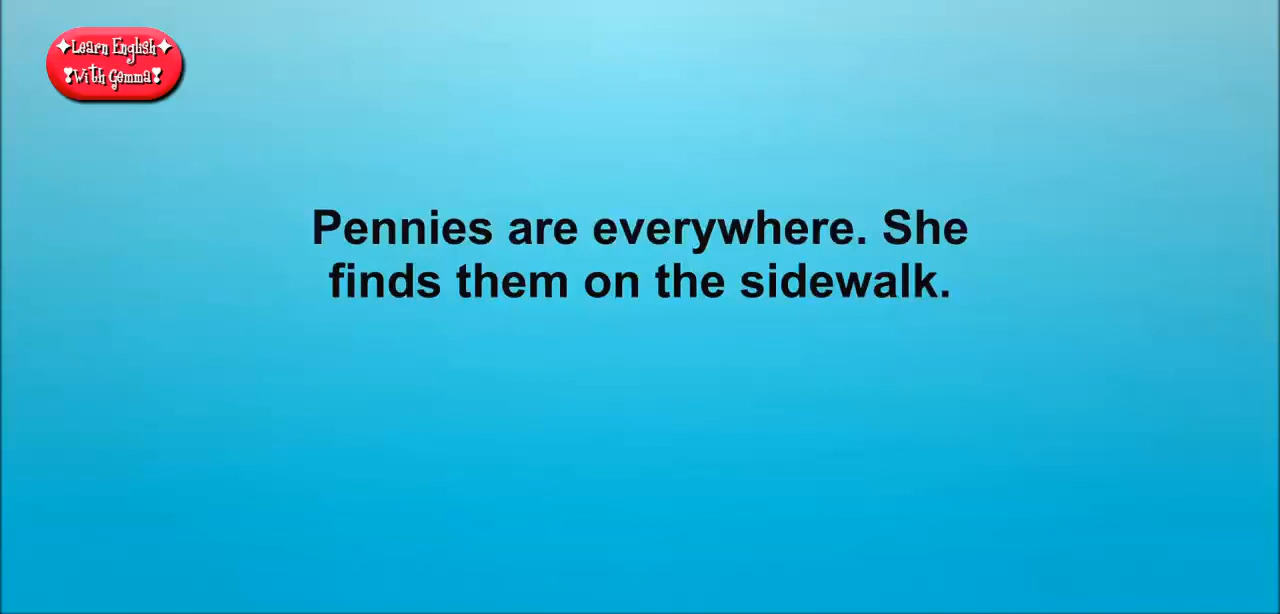 Learn English
With Gemma
Pennies are everywhere. She
finds them on the sidewalk.